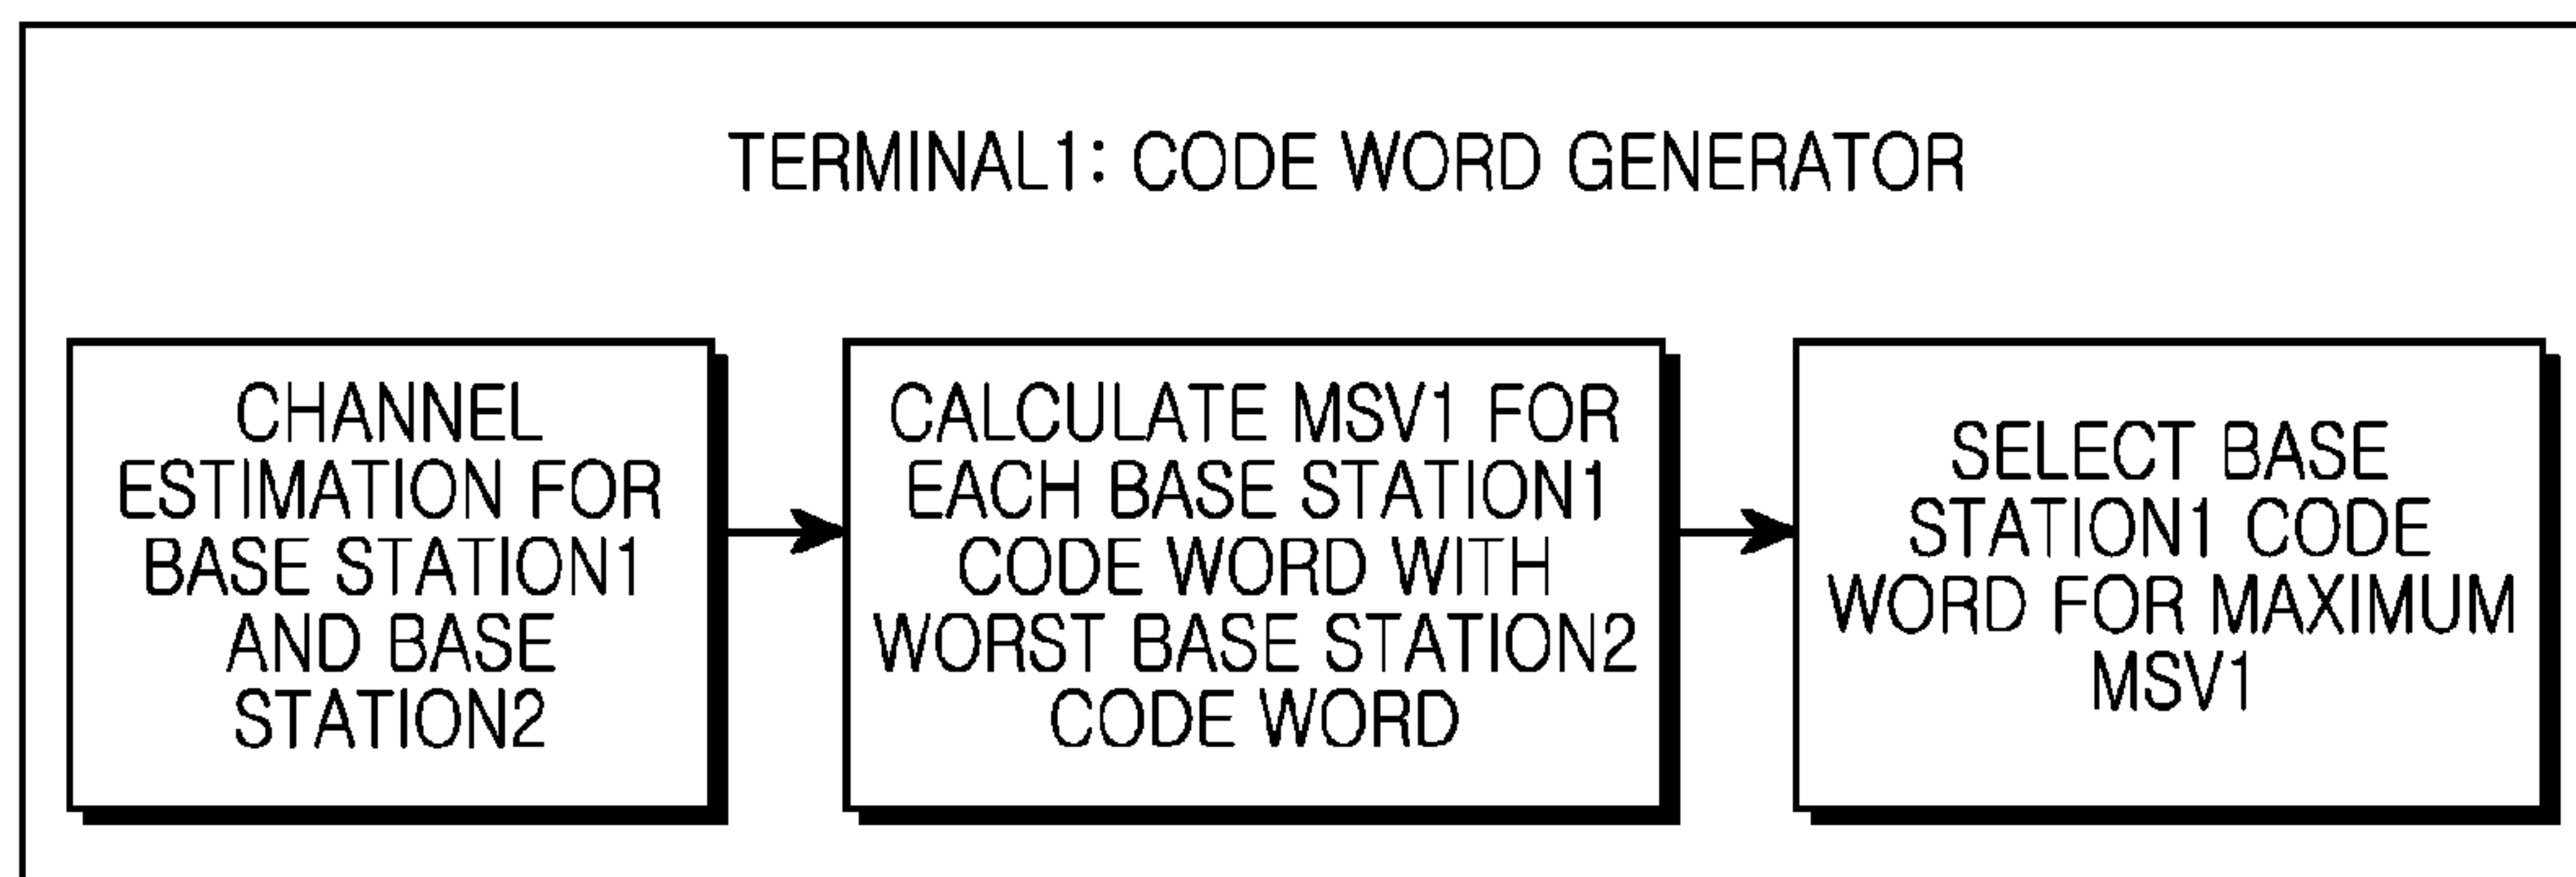 TERMINAL1: CODE WORD GENERATOR
CHANNEL
ESTIMATION FOR
BASE STATION1
AND BASE
STATION2
CALCULATE MSV1 FOR
EACH BASE STATION1
CODE WORD WITH
WORST BASE STATION2
CODE WORD
SELECT BASE
STATION1 CODE
WORD FOR MAXIMUM
MSV1